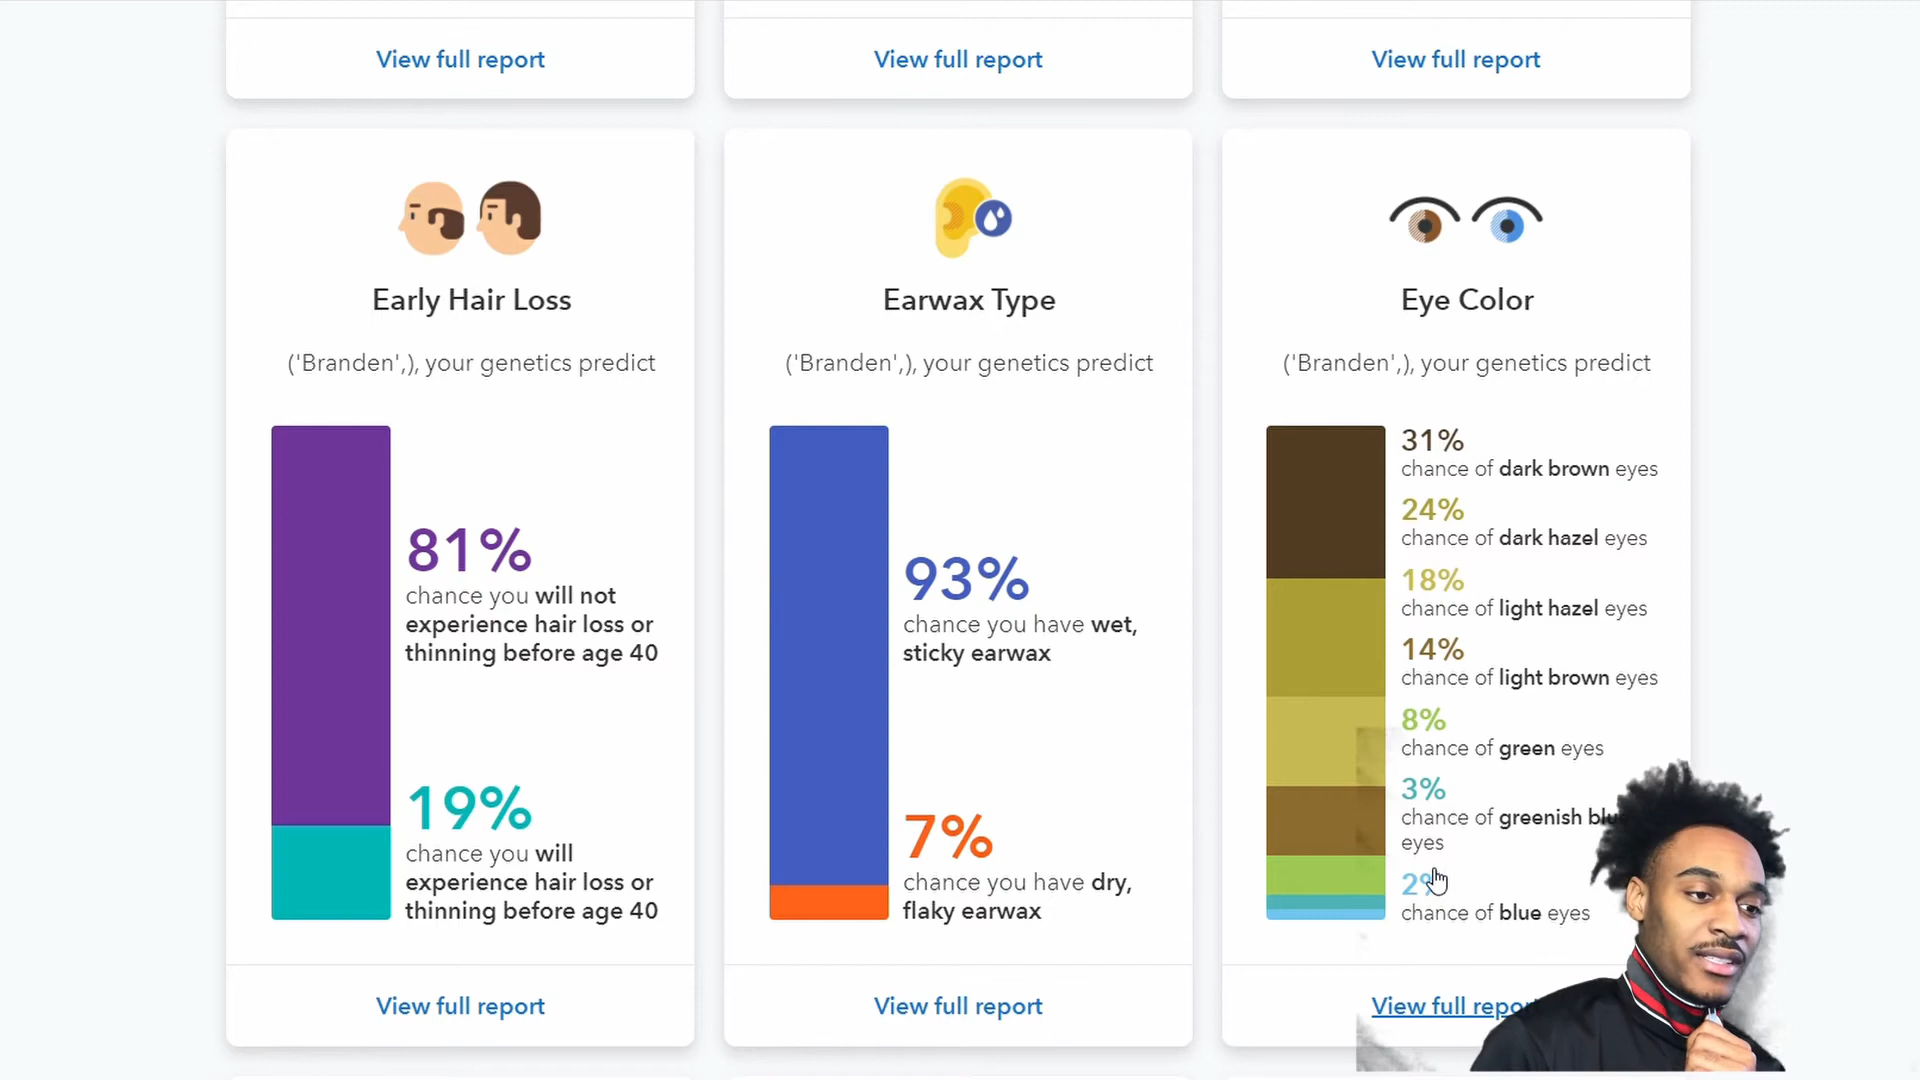 View full report
View full report
View full report
Early Hair Loss
('Branden',), your genetics predict
81%
chance you will not
experience hair loss or
thinning before age 40
19%
chance you will
experience hair loss or
thinning before age 40
View full report
Earwax Type
('Branden',), your genetics predict
93%
chance you have wet,
sticky earwax
7%
chance you have dry,
flaky earwax
View full report
Eye Color
('Branden',), your genetics predict
31%
chance of dark brown eyes
24%
chance of dark hazel eyes
18%
chance of light hazel eyes
14%
chance of light brown eyes
8%
chance of green eyes
3%
chance of greenish
eyes
2%
chance of blue eyes
View full